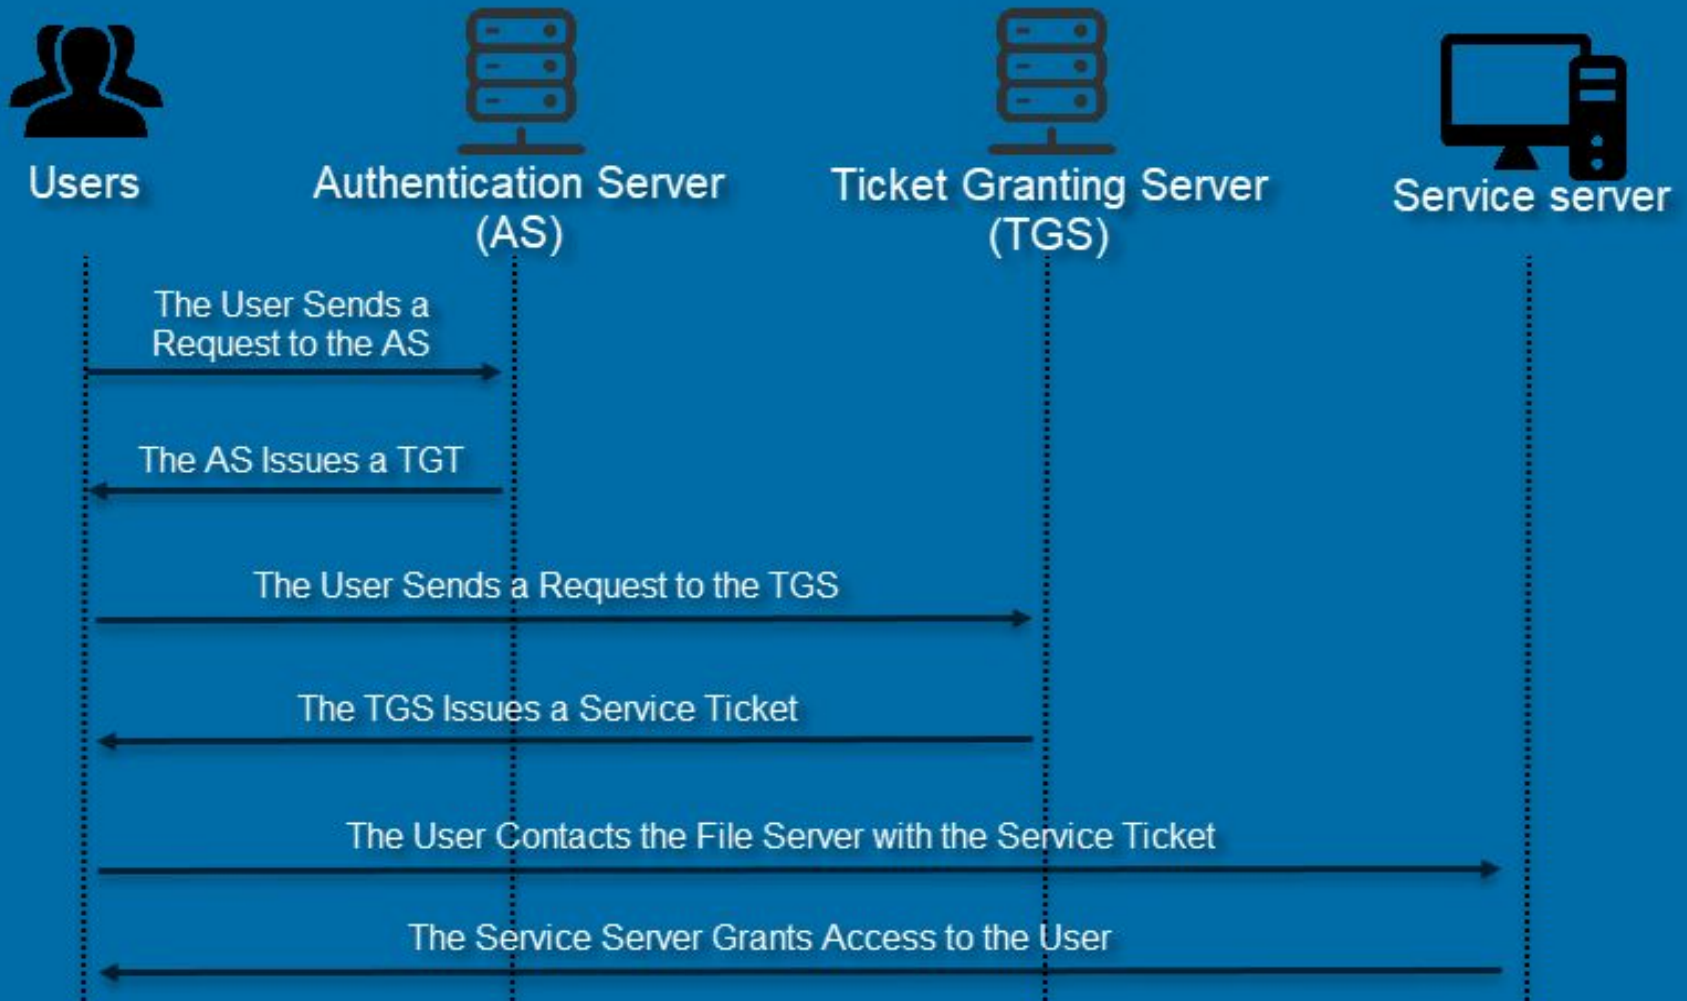 Users
Authentication Server
(AS)
Ticket Granting Server
(TGS)
Service server
The User Sends a
Request to the AS
The AS Issues a TGT
The User Sends a Request to the TGS
The TGS Issues a Service Ticket
The User Contacts the File Server with the Service Ticket
The Service Server Grants Access to the User